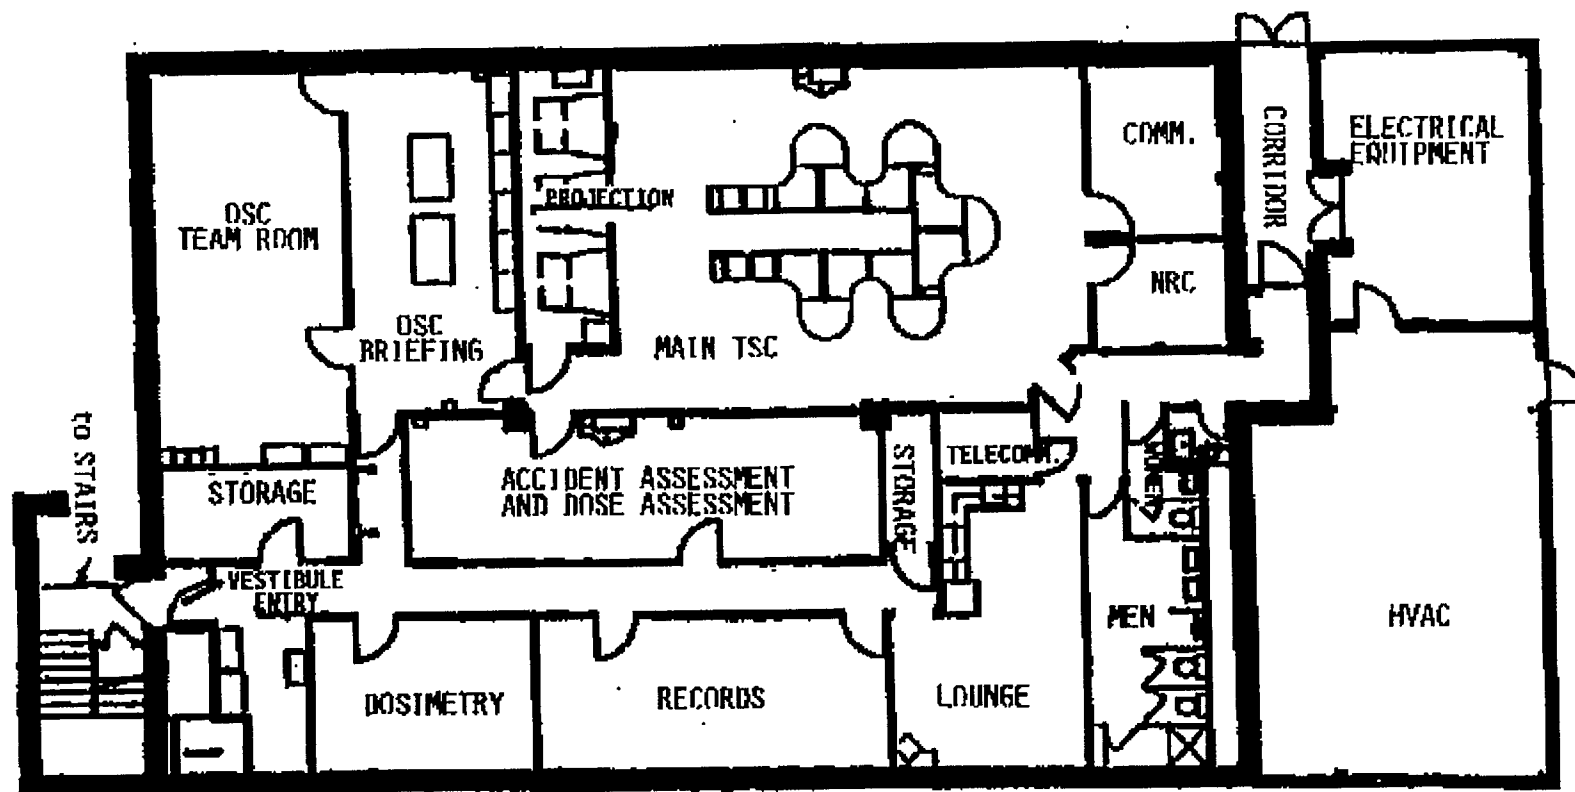 CORRIDOR
COMM.
ELECTRICAL
EQUIPMENT
PROJECTION
OSC
TEAM ROOM
NRC
OSC
BRIEFING
MAIN TSC
to STAIRS
STORAGE
ACCIDENT ASSESSMENT
AND DOSE ASSESSMENT
STORAGE
TELECOMM.
WOMEN
VESTIBULE
ENTRY
MEN
HVAC
DOSIMETRY
RECORDS
LOUNGE